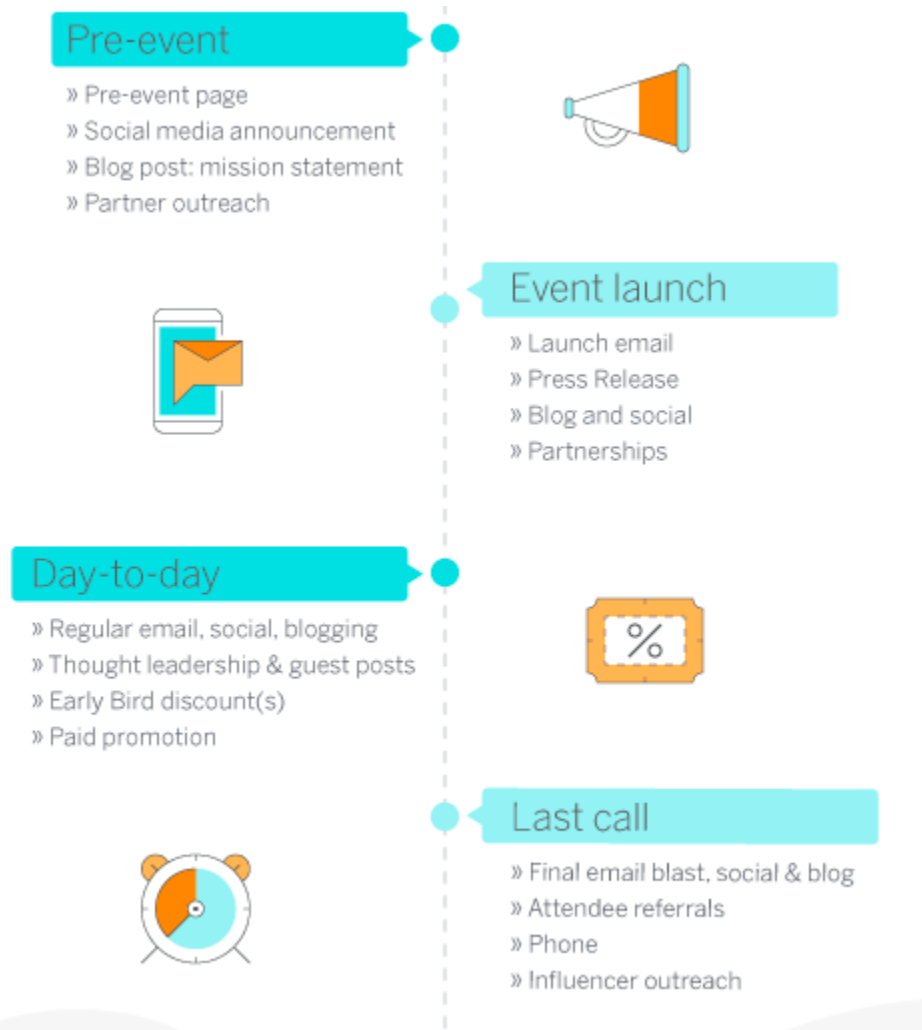 Pre-event
» Pre-event page
» Social media announcement
» Blog post: mission statement
» Partner outreach
Event launch
» Launch email
» Press Release
» Blog and social
» Partnerships
Day-to-day
» Regular email, social, blogging
» Thought leadership & guest posts
» Early Bird discount(s)
» Paid promotion
%
Last call
» Final email blast, social & blog
» Attendee referrals
» Phone
» Influencer outreach